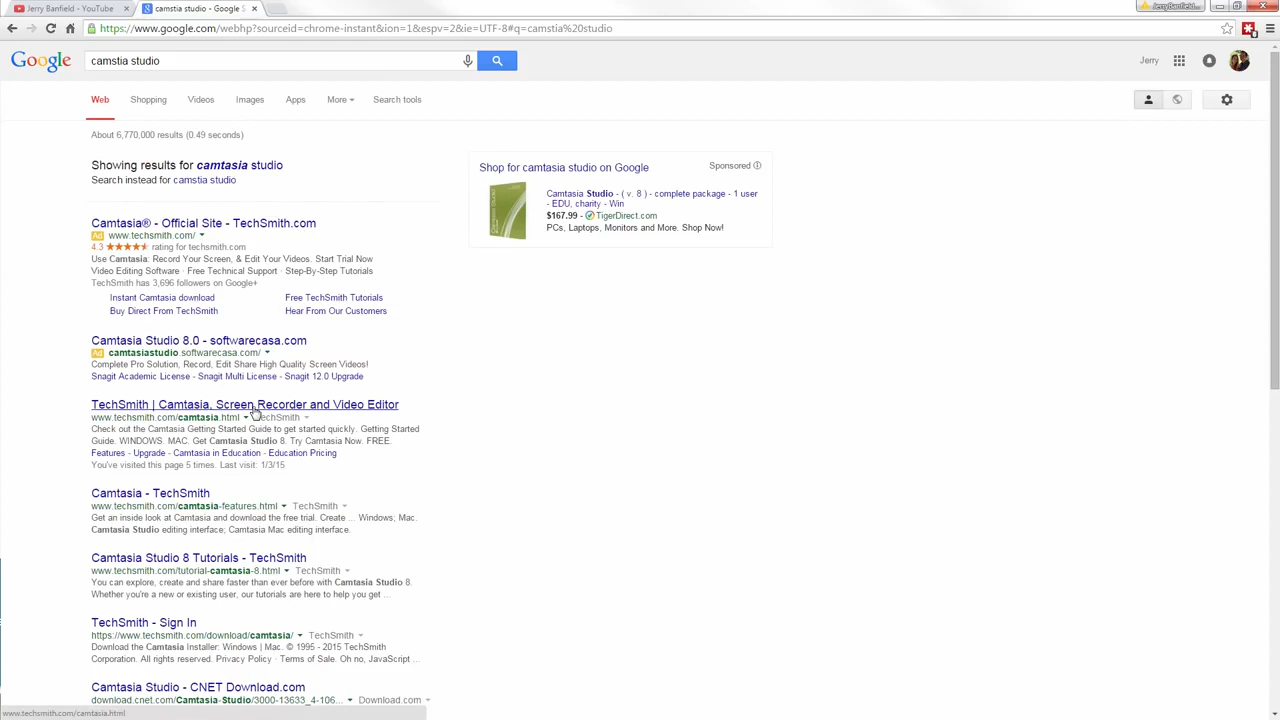 Jerry Banfield - YouTube
camstia studio - Google S
JerryBanfield...
https://www.google.com/webhp?sourceid=chrome-instant&ion=1&espv=2&ie=UTF-8#q=camstia%20studio
Google
camstia studio
Jerry
Web
Shopping
Videos
Images
Apps
More
Search tools
About 6,770,000 results (0.49 seconds)
Showing results for camtasia studio
Search instead for camstia studio
Camtasia® - Official Site - TechSmith.com
Ad www.techsmith.com/
4.3 rating for techsmith.com
Use Camtasia: Record Your Screen, & Edit Your Videos. Start Trial Now
Video Editing Software · Free Technical Support · Step-By-Step Tutorials
TechSmith has 3,696 followers on Google+
Instant Camtasia download
Free TechSmith Tutorials
Buy Direct From TechSmith
Hear From Our Customers
Camtasia Studio 8.0 - softwarecasa.com
Ad camtasiastudio.softwarecasa.com/
Complete Pro Solution, Record, Edit Share High Quality Screen Videos!
Snagit Academic License - Snagit Multi License - Snagit 12.0 Upgrade
TechSmith | Camtasia, Screen Recorder and Video Editor
www.techsmith.com/camtasia.html TechSmith
Check out the Camtasia Getting Started Guide to get started quickly. Getting Started
Guide. WINDOWS. MAC. Get Camtasia Studio 8. Try Camtasia Now. FREE.
Features - Upgrade - Camtasia in Education - Education Pricing
You've visited this page 5 times. Last visit: 1/3/15
Camtasia - TechSmith
www.techsmith.com/camtasia-features.html TechSmith
Get an inside look at Camtasia and download the free trial. Create ... Windows; Mac.
Camtasia Studio editing interface; Camtasia Mac editing interface.
Camtasia Studio 8 Tutorials - TechSmith
www.techsmith.com/tutorial-camtasia-8.html TechSmith
You can explore, create and share faster than ever before with Camtasia Studio 8.
Whether you're a new or existing user, our tutorials are here to help you get ...
TechSmith - Sign In
https://www.techsmith.com/download/camtasia/ TechSmith
Download the Camtasia Installer: Windows | Mac. © 1995 - 2015 TechSmith
Corporation. All rights reserved. Privacy Policy · Terms of Sale. Oh no, JavaScript ...
Camtasia Studio - CNET Download.com
download.cnet.com/Camtasia-Studio/3000-13633_4-106... Download.com
www.techsmith.com/camtasia.html
Shop for camtasia studio on Google
Sponsored
Camtasia Studio - ( v. 8 ) - complete package - 1 user
- EDU, charity - Win
$167.99 - TigerDirect.com
PCs, Laptops, Monitors and More. Shop Now!